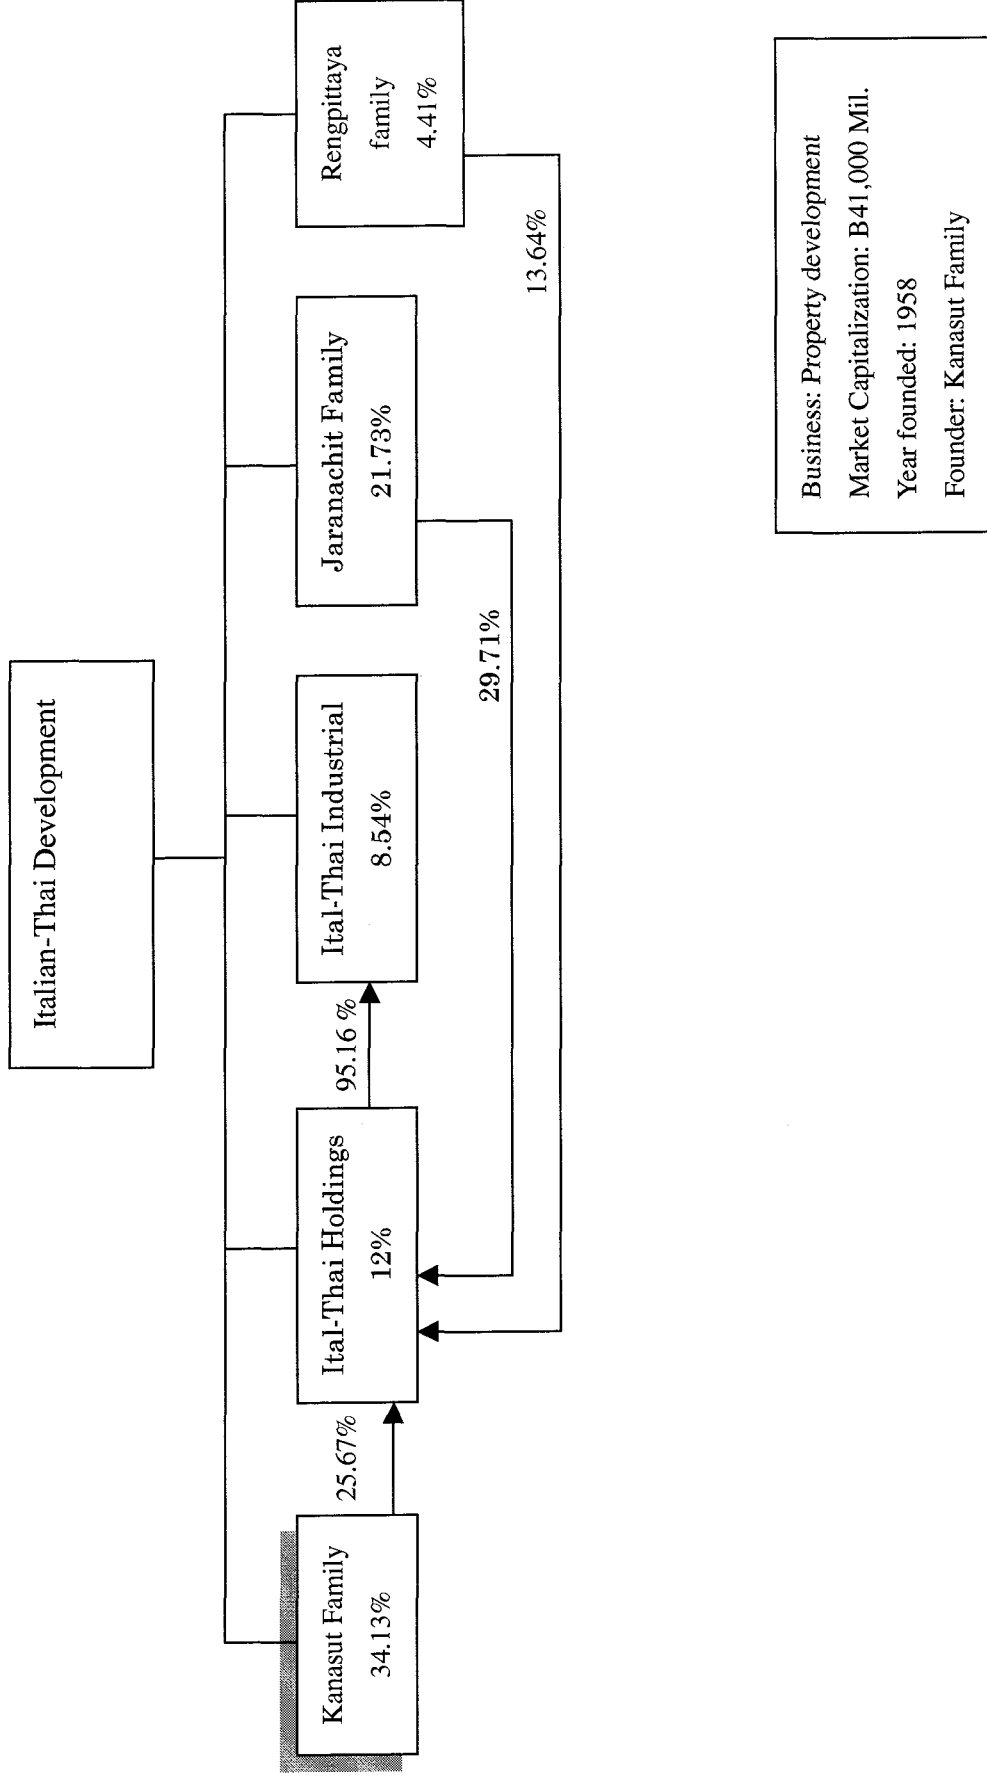 Italian-Thai Development
Kanasut Family
34.13%
25.67%
Ital-Thai Holdings
12%
95.16 %
Ital-Thai Industrial
8.54%
Jaranachit Family
21.73%
Rengpittaya
family
4.41%
29.71%
13.64%
Business: Property development
Market Capitalization: B41,000 Mil.
Year founded: 1958
Founder: Kanasut Family